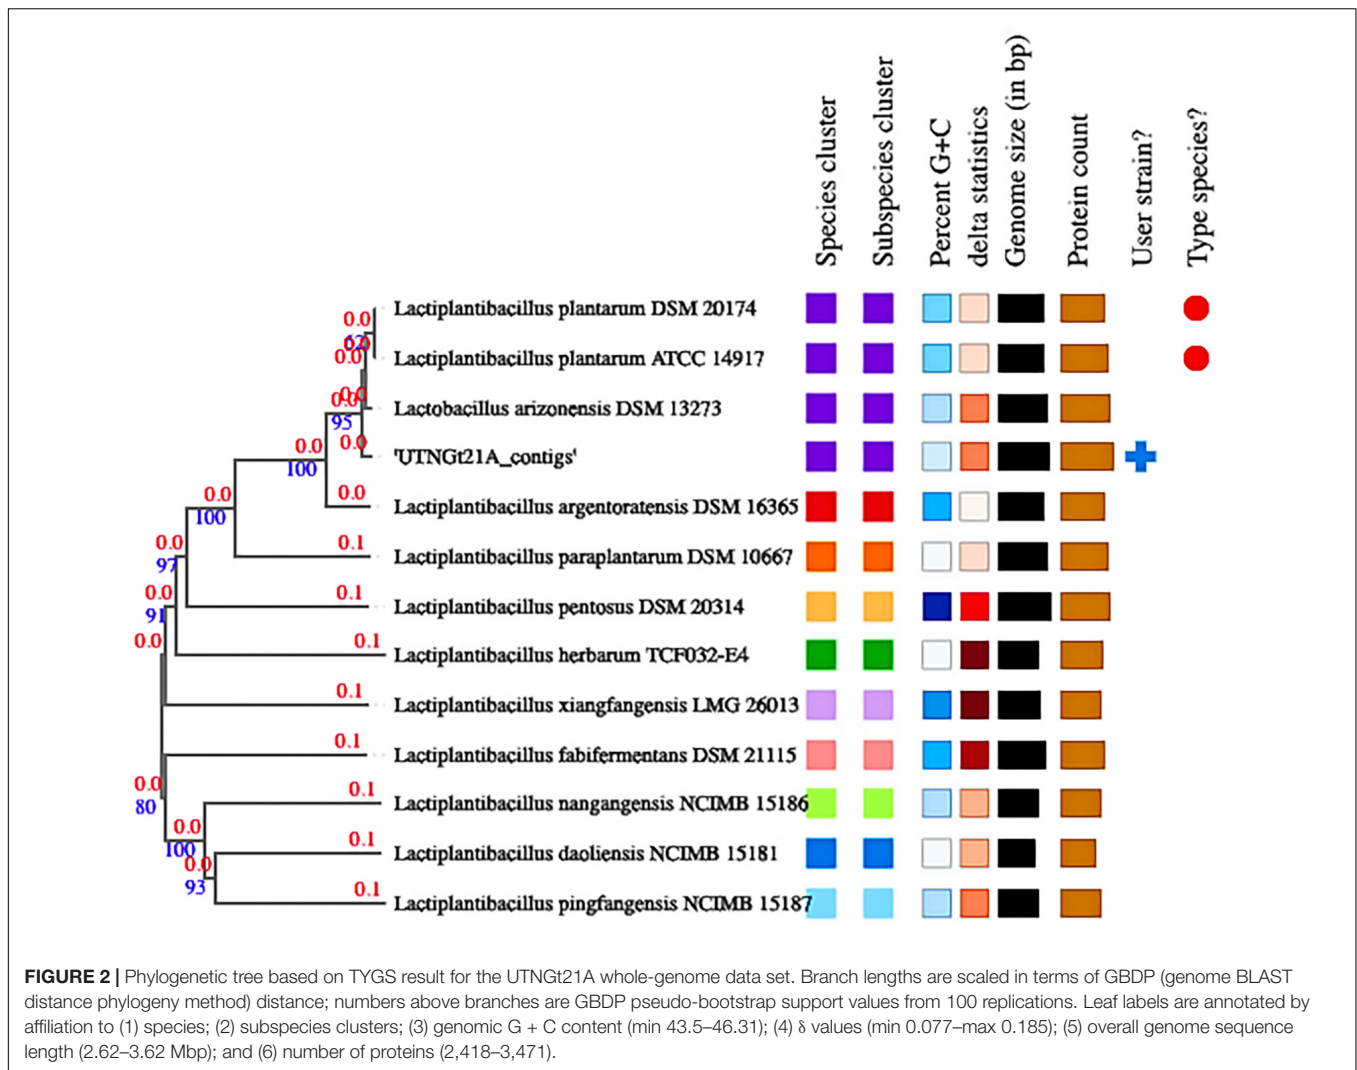 Species cluster
Subspecies cluster
Percent G+C
delta statistics
Genome size (in bp)
Protein count
User strain?
Type species?
0.0
Lactiplantibacillus plantarum DSM 20174
0.0
Lactiplantibacillus plantarum ATCC 14917
0.0
0.0
Lactobacillus arizonensis DSM 13273
95
0.0
'UTNGt21A_contigs'
0.0
100
0.0
Lactiplantibacillus argentoratensis DSM 16365
0.0
100
0.1
Lactiplantibacillus paraplantarum DSM 10667
0.0
97
0.1
Lactiplantibacillus pentosus DSM 20314
0.0
91
0.1
Lactiplantibacillus herbarum TCF032-E4
0.0
0.1
Lactiplantibacillus xiangfangensis LMG 26013
0.1
Lactiplantibacillus fabifermentans DSM 21115
0.0
80
0.1
Lactiplantibacillus nangangensis NCIMB 15186
0.0
100
0.1
Lactiplantibacillus daoliensis NCIMB 15181
0.0
93
0.1
Lactiplantibacillus pingfangensis NCIMB 15187
FIGURE 2 | Phylogenetic tree based on TYGS result for the UTNGt21A whole-genome data set. Branch lengths are scaled in terms of GBDP (genome BLAST
distance phylogeny method) distance; numbers above branches are GBDP pseudo-bootstrap support values from 100 replications. Leaf labels are annotated by
affiliation to (1) species; (2) subspecies clusters; (3) genomic G + C content (min 43.5–46.31); (4) δ values (min 0.077–max 0.185); (5) overall genome sequence
length (2.62–3.62 Mbp); and (6) number of proteins (2,418–3,471).